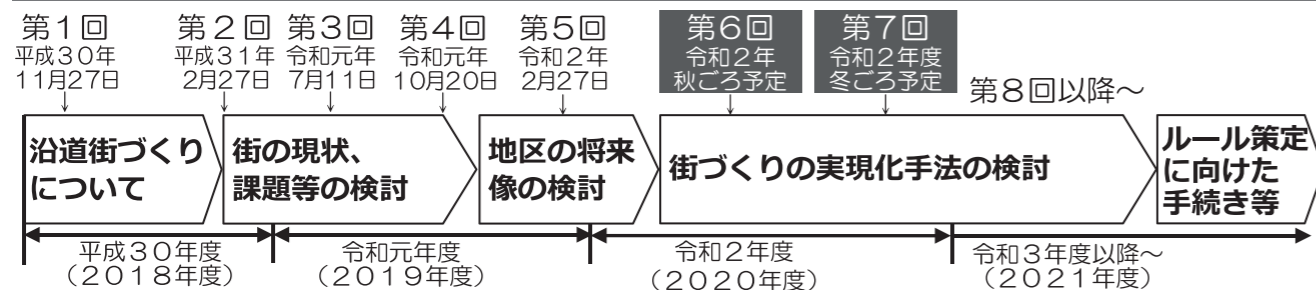 第1回
平成30年
11月27日
第2回
平成31年
2月27日
第3回
令和元年
7月11日
第4回
令和元年
10月20日
第5回
令和2年
2月27日
第6回
令和2年
秋ごろ予定
第7回
令和2年度
冬ごろ予定
第8回以降~
沿道街づくり
について
街の現状、
課題等の検討
地区の将来
像の検討
街づくりの実現化手法の検討
ルール策定
に向けた
手続き等
平成30年度
(2018年度)
令和元年度
(2019年度)
令和2年度
(2020年度)
令和3年度以降~
(2021年度)